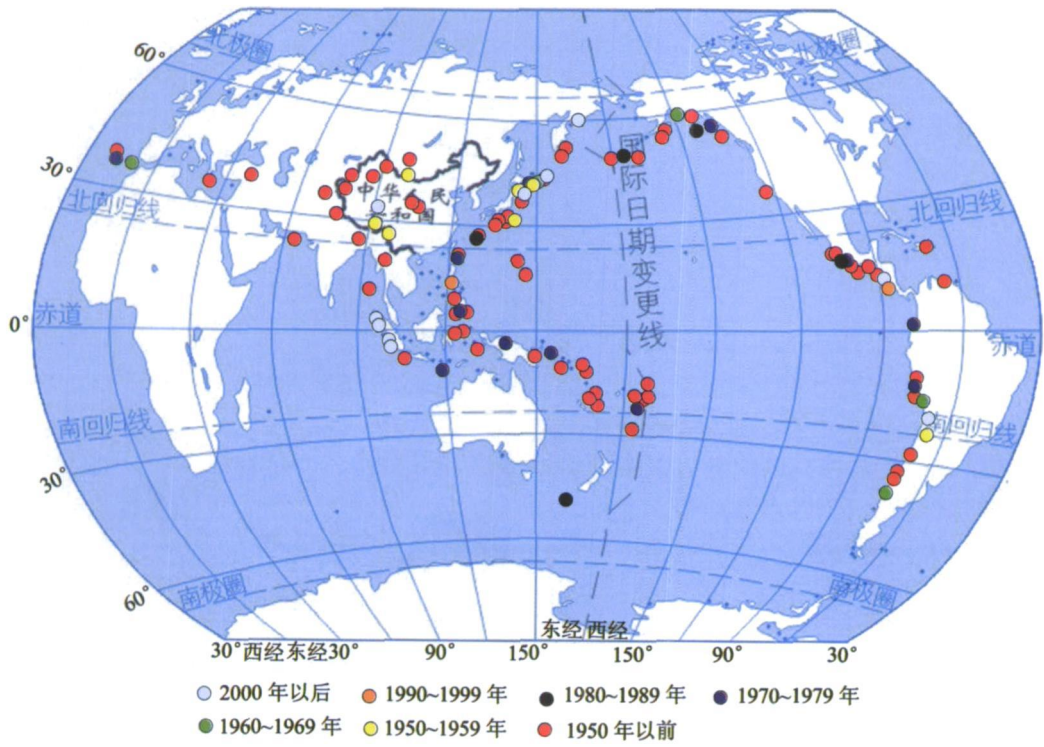 60°
北极圈
北极圈
30°
北回归线
中华人民
共和国
国际日期变更线
北回归线
0°
赤道
赤道
南回归线
南回归线
30°
60°
南极圈
南极圈
东经 西经
30° 西经 东经 30° 90° 150° 150° 90° 30°
2000 年以后 1990~1999 年 1980~1989 年 1970~1979 年
1960~1969 年 1950~1959 年 1950 年以前